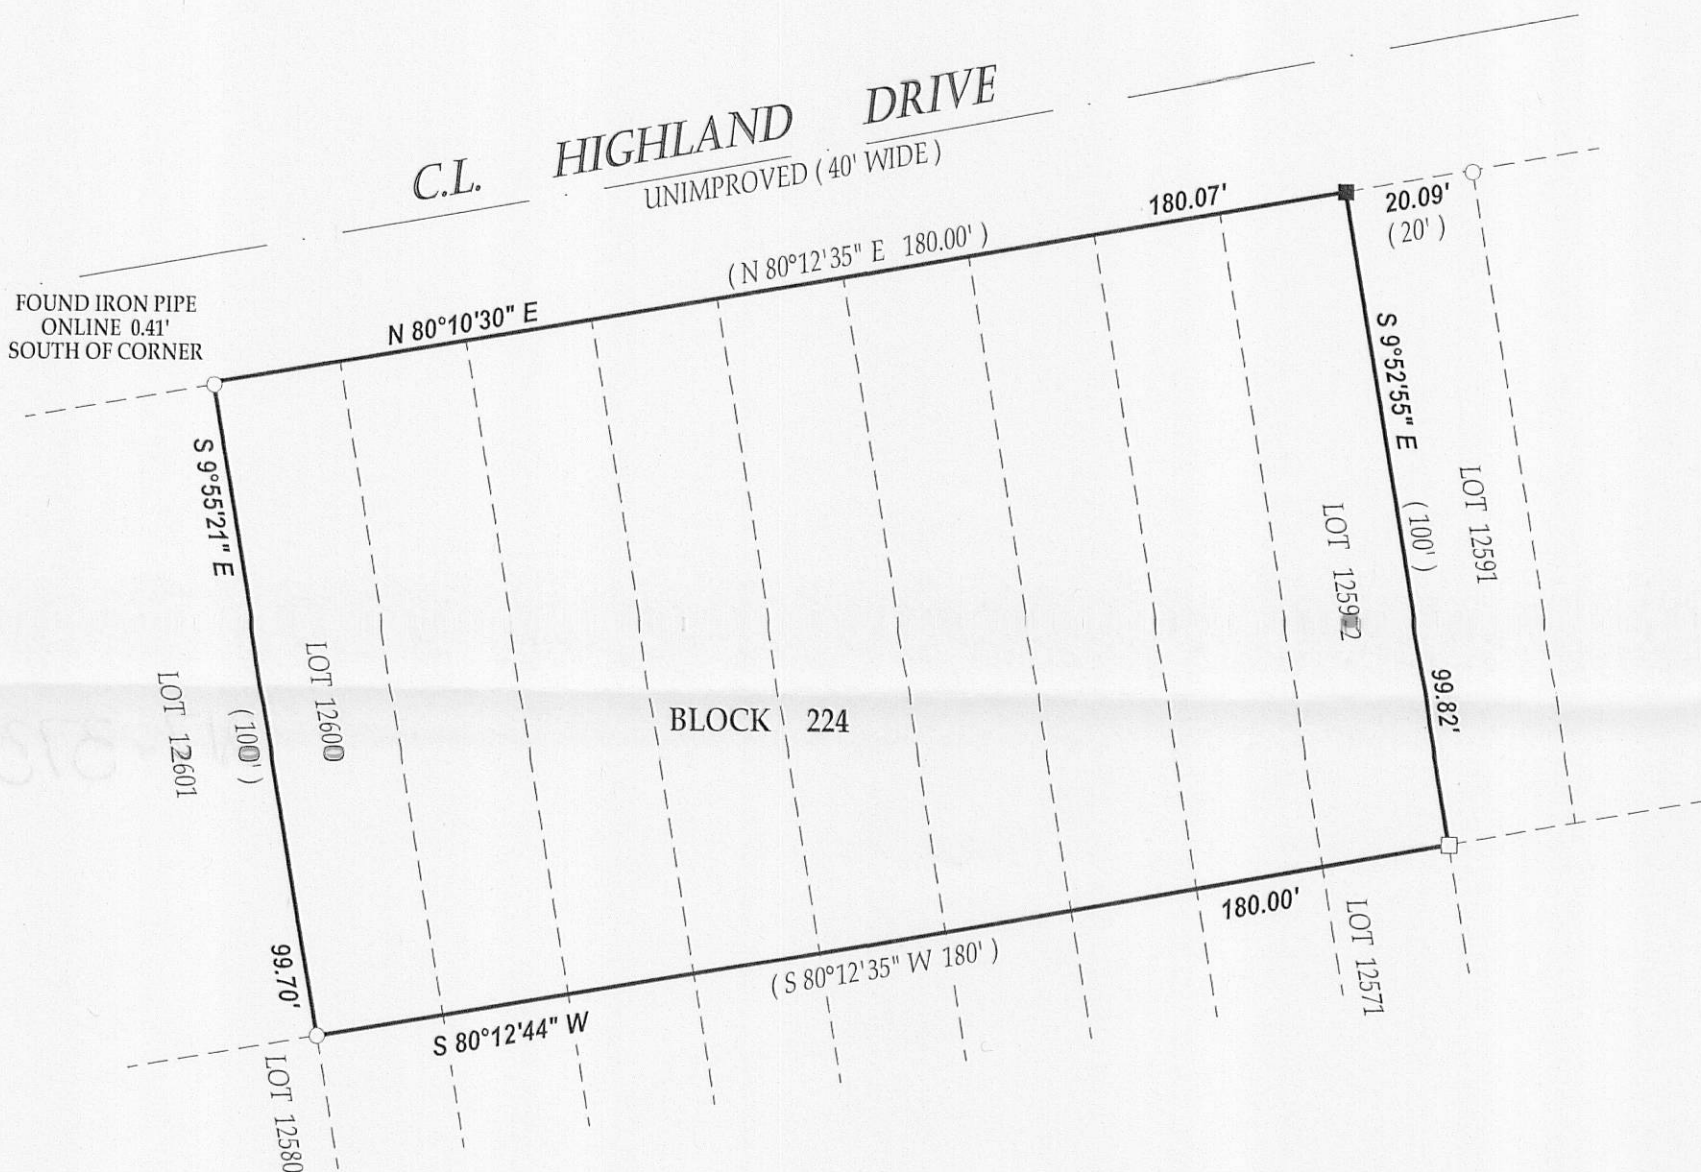 C.L. HIGHLAND DRIVE
UNIMPROVED ( 40' WIDE )
180.07'
20.09'
( 20' )
( N 80°12'35" E 180.00' )
FOUND IRON PIPE
ONLINE 0.41'
SOUTH OF CORNER
N 80°10'30" E
S 9°52'55" E
( 100' )
99.82'
S 9°55'21" E
( 100' )
99.70'
LOT 12591
LOT 12592
LOT 12600
LOT 12601
BLOCK 224
180.00'
( S 80°12'35" W 180' )
S 80°12'44" W
LOT 12571
LOT 12580